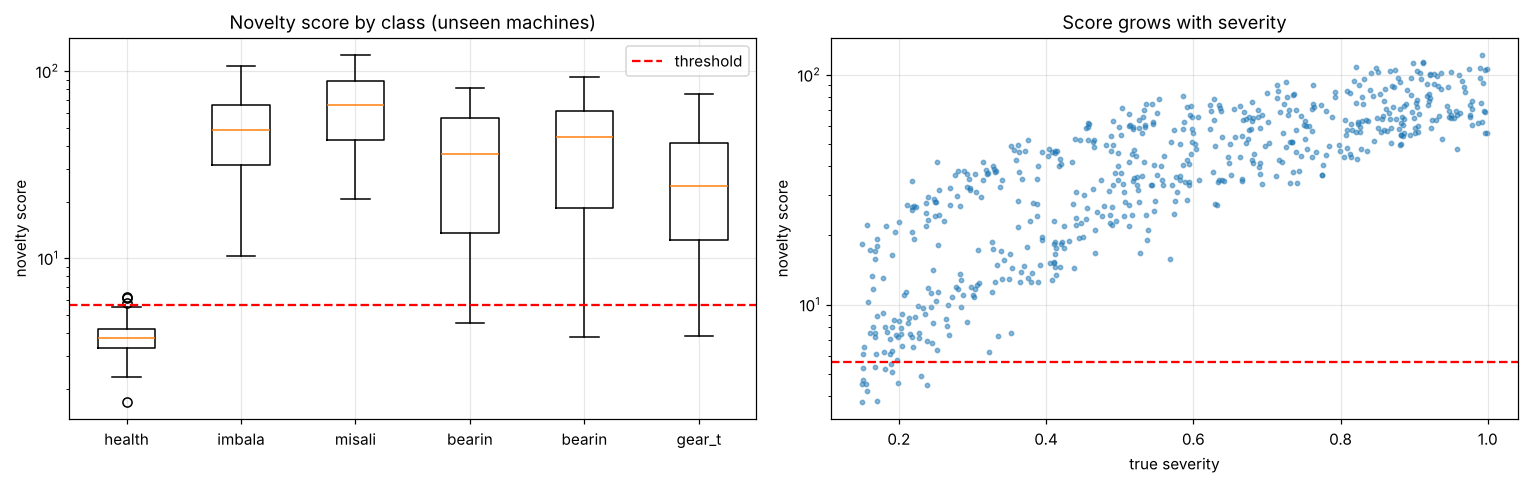 Novelty score by class (unseen machines)
novelty score
10²
10¹
threshold
health imbala misali bearin bearin gear_t
Score grows with severity
novelty score
10²
10¹
0.2 0.4 0.6 0.8 1.0
true severity